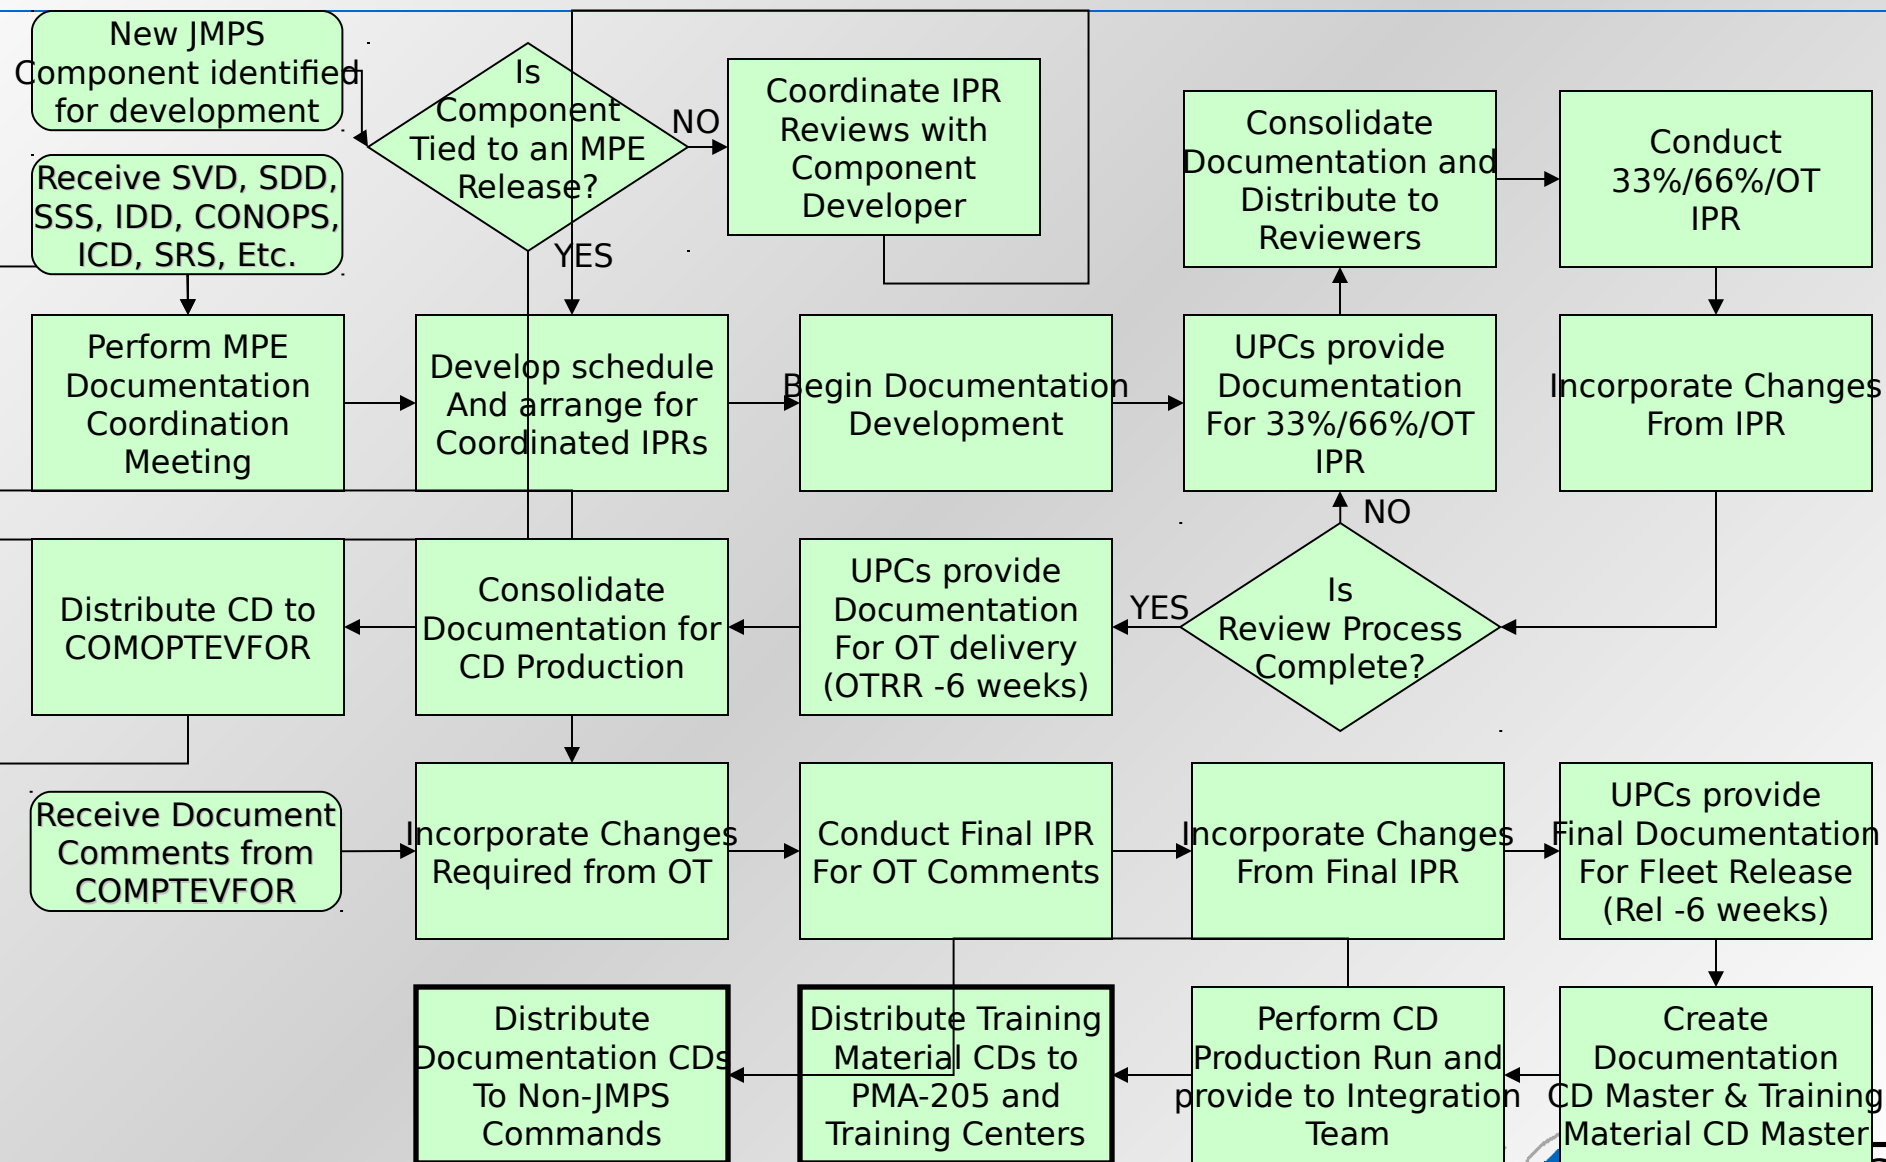 New JMPS
Component identified
for development
Is
Component
Tied to an MPE
Release?
NO
YES
Coordinate IPR
Reviews with
Component
Developer
Consolidate
Documentation and
Distribute to
Reviewers
Conduct
33%/66%/OT
IPR
Receive SVD, SDD,
SSS, IDD, CONOPS,
ICD, SRS, Etc.
Perform MPE
Documentation
Coordination
Meeting
Develop schedule
And arrange for
Coordinated IPRs
Begin Documentation
Development
UPCs provide
Documentation
For 33%/66%/OT
IPR
Incorporate Changes
From IPR
NO
Distribute CD to
COMOPTEVFOR
Consolidate
Documentation for
CD Production
UPCs provide
Documentation
For OT delivery
(OTRR -6 weeks)
YES
Is
Review Process
Complete?
Receive Document
Comments from
COMPTEVFOR
Incorporate Changes
Required from OT
Conduct Final IPR
For OT Comments
Incorporate Changes
From Final IPR
UPCs provide
Final Documentation
For Fleet Release
(Rel -6 weeks)
Distribute
Documentation CDs
To Non-JMPS
Commands
Distribute Training
Material CDs to
PMA-205 and
Training Centers
Perform CD
Production Run and
provide to Integration
Team
Create
Documentation
CD Master & Training
Material CD Master